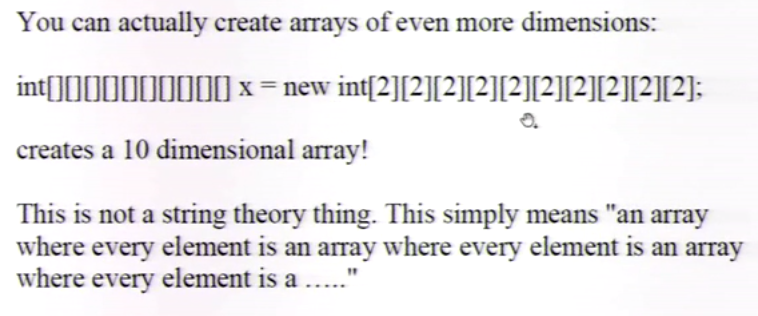 You can actually create arrays of even more dimensions:
int[][][][][][][][][][] x = new int[2][2][2][2][2][2][2][2][2][2];
creates a 10 dimensional array!
This is not a string theory thing. This simply means "an array
where every element is an array where every element is an array
where every element is a ....."